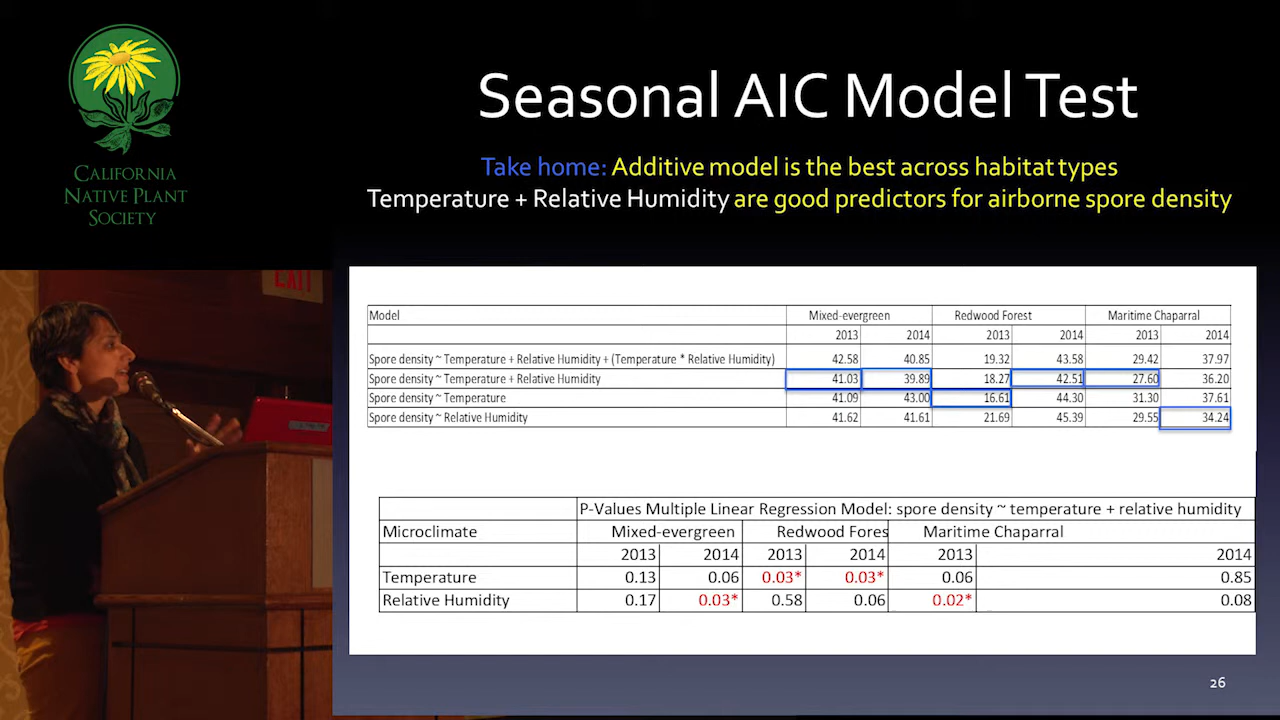 CALIFORNIA
NATIVE PLANT
SOCIETY
Seasonal AIC Model Test
Take home: Additive model is the best across habitat types
Temperature + Relative Humidity are good predictors for airborne spore density
EXIT
Model Mixed-evergreen Redwood Forest Maritime Chaparral
2013 2014 2013 2014 2013 2014
Spore density ~ Temperature + Relative Humidity + (Temperature * Relative Humidity) 42.58 40.85 19.32 43.58 29.42 37.97
Spore density ~ Temperature + Relative Humidity 41.03 39.89 18.27 42.51 27.60 36.20
Spore density ~ Temperature 41.09 43.00 16.61 44.30 31.30 37.61
Spore density ~ Relative Humidity 41.62 41.61 21.69 45.39 29.55 34.24
P-Values Multiple Linear Regression Model: spore density ~ temperature + relative humidity
Microclimate Mixed-evergreen Redwood Fores Maritime Chaparral
2013 2014 2013 2014 2013 2014
Temperature 0.13 0.06 0.03* 0.03* 0.06 0.85
Relative Humidity 0.17 0.03* 0.58 0.06 0.02* 0.08
26